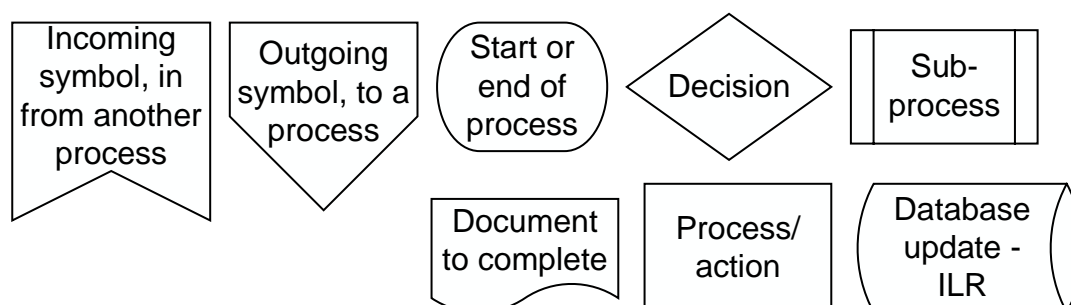 Incoming
symbol, in
from another
process
Outgoing
symbol, to a
process
Start or
end of
process
Decision
Sub-
process
Document
to complete
Process/
action
Database
update -
ILR